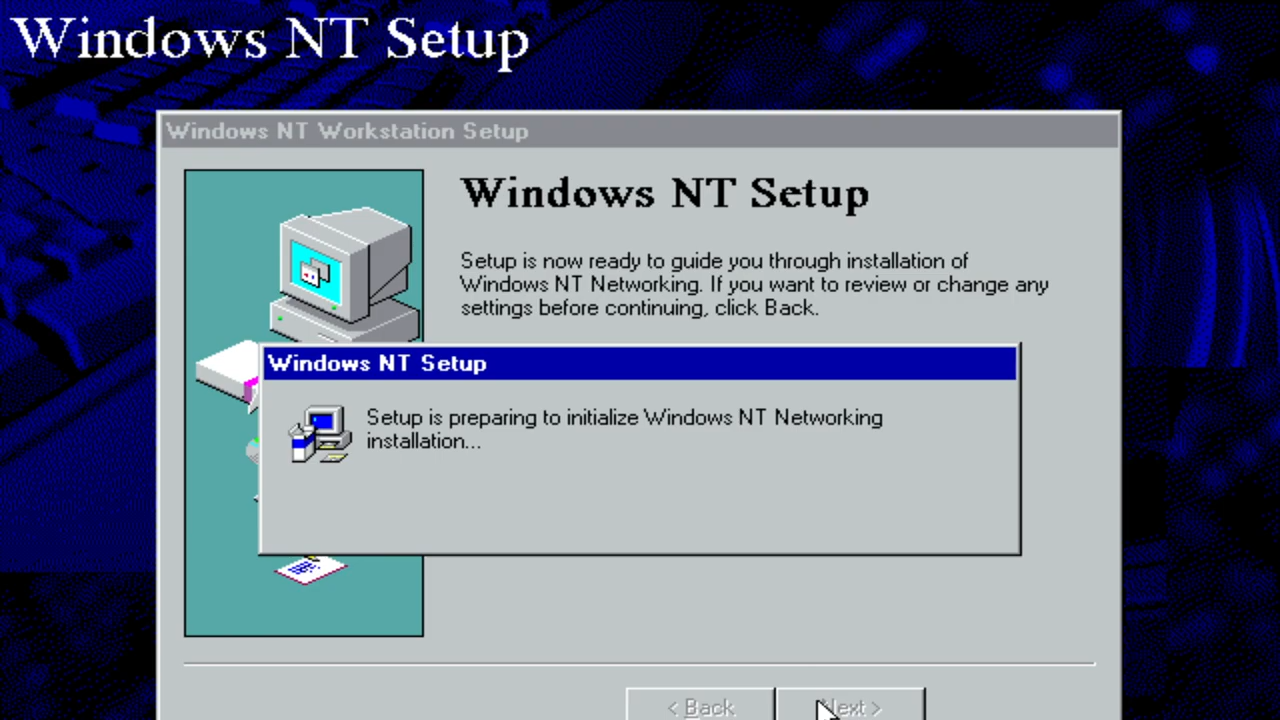 Windows NT Setup
Windows NT Workstation Setup
Windows NT Setup
Setup is now ready to guide you through installation of
Windows NT Networking. If you want to review or change any
settings before continuing, click Back.
Windows NT Setup
Setup is preparing to initialize Windows NT Networking
installation...
< Back
Next >